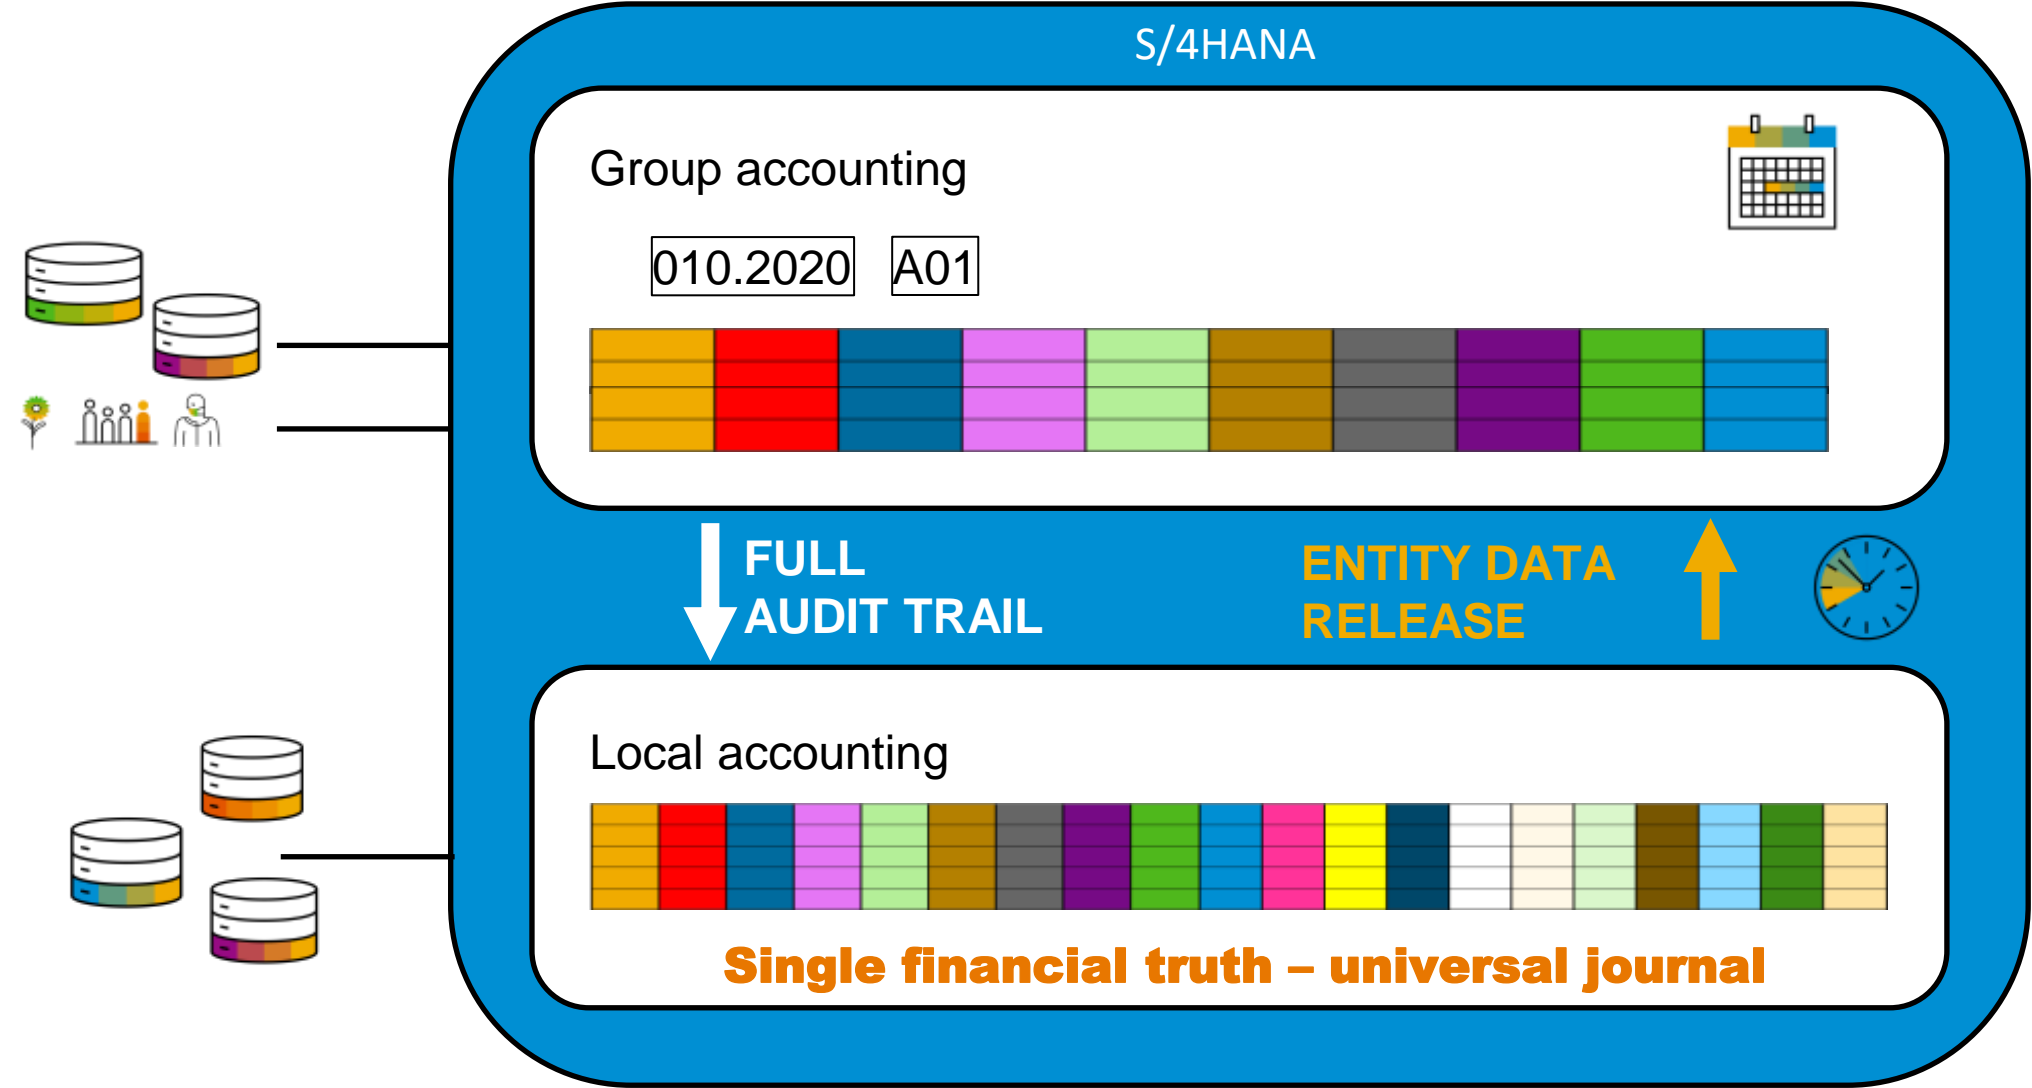 S/4HANA
Group accounting
010.2020 A01
FULL
AUDIT TRAIL
ENTITY DATA
RELEASE
Local accounting
Single financial truth – universal journal